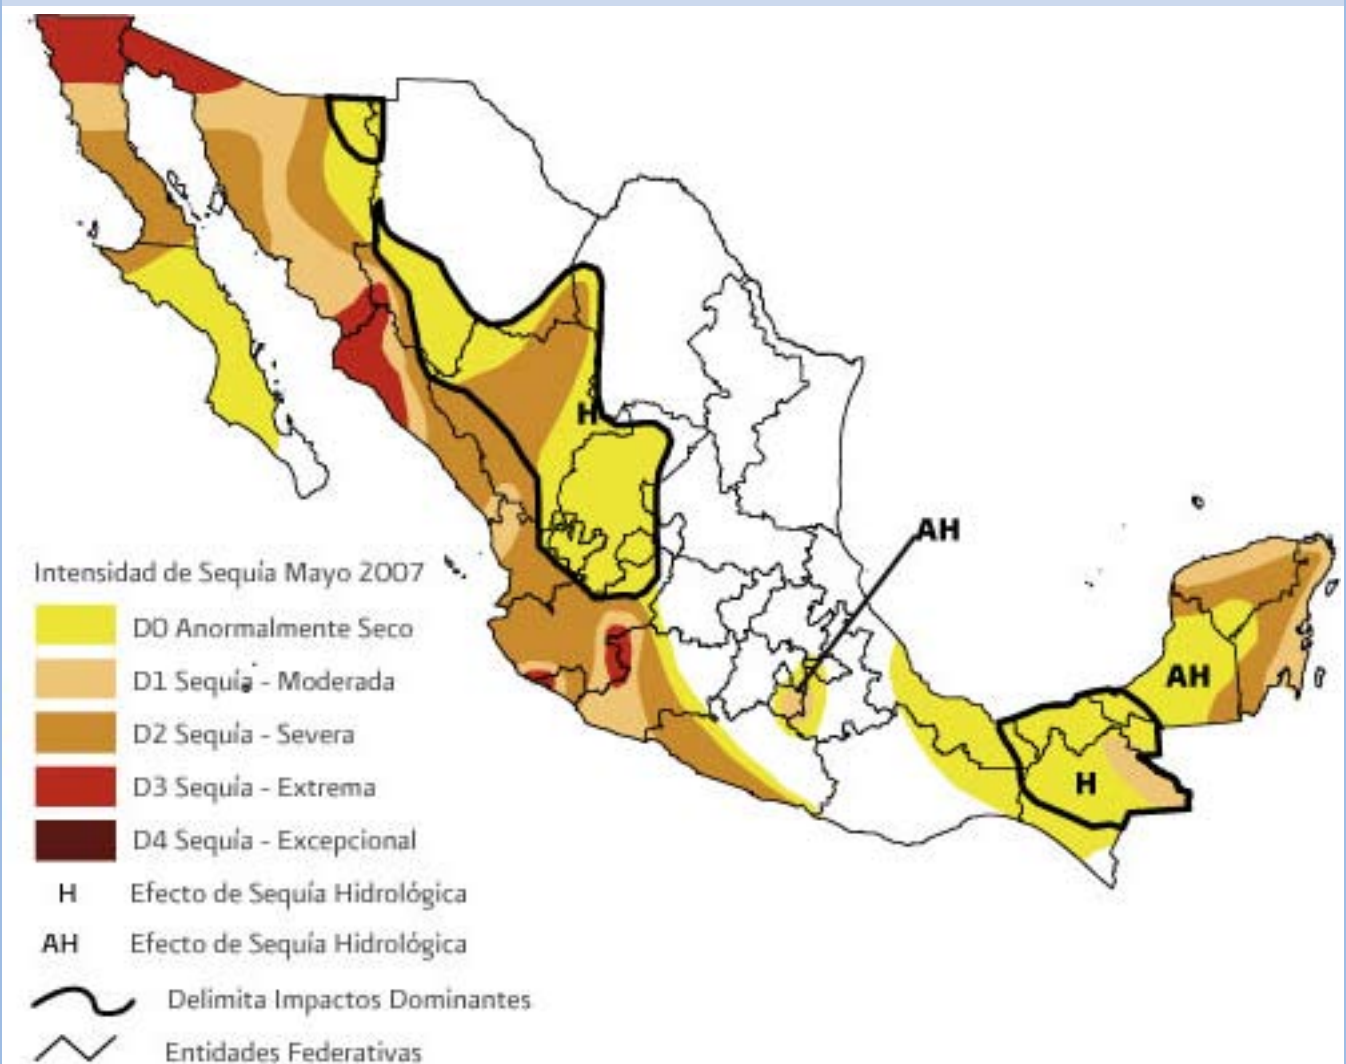 AH
H
AH
H
Intensidad de Sequía Mayo 2007
D0 Anormalmente Seco
D1 Sequía - Moderada
D2 Sequía - Severa
D3 Sequía - Extrema
D4 Sequía - Excepcional
H Efecto de Sequía Hidrológica
AH Efecto de Sequía Hidrológica
Delimita Impactos Dominantes
Entidades Federativas